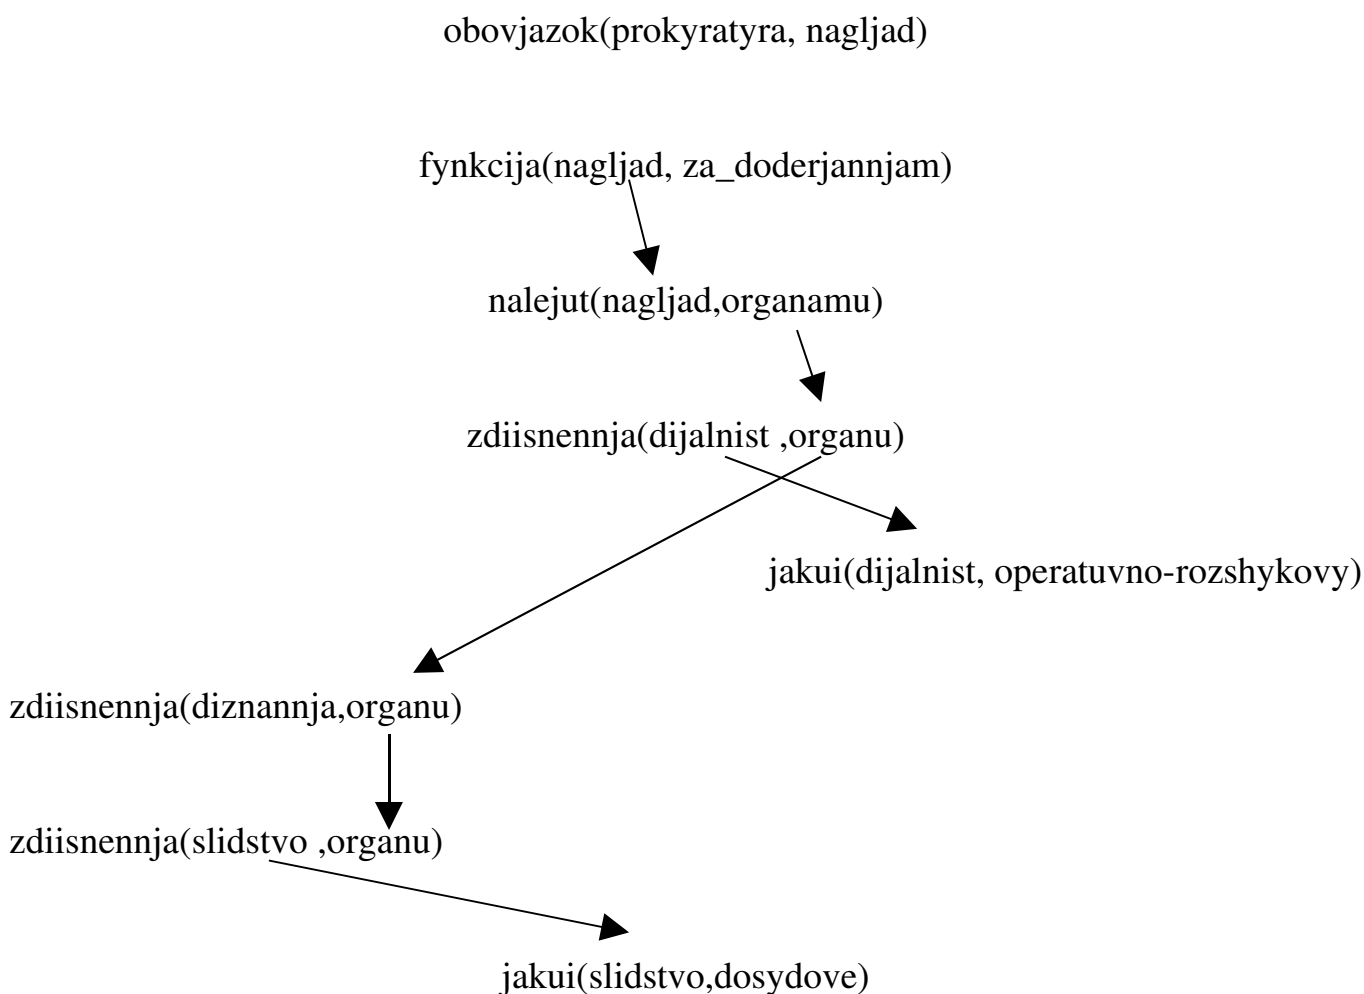 obovjazok(prokyratyra, nagljad)
fynkcija(nagljad, za_doderjannjam)
nalejut(nagljad,organamu)
zdiisnennja(dijalnist ,organu)
jakui(dijalnist, operatuvno-rozshykovy)
zdiisnennja(diznannja,organu)
zdiisnennja(slidstvo ,organu)
jakui(slidstvo,dosydove)